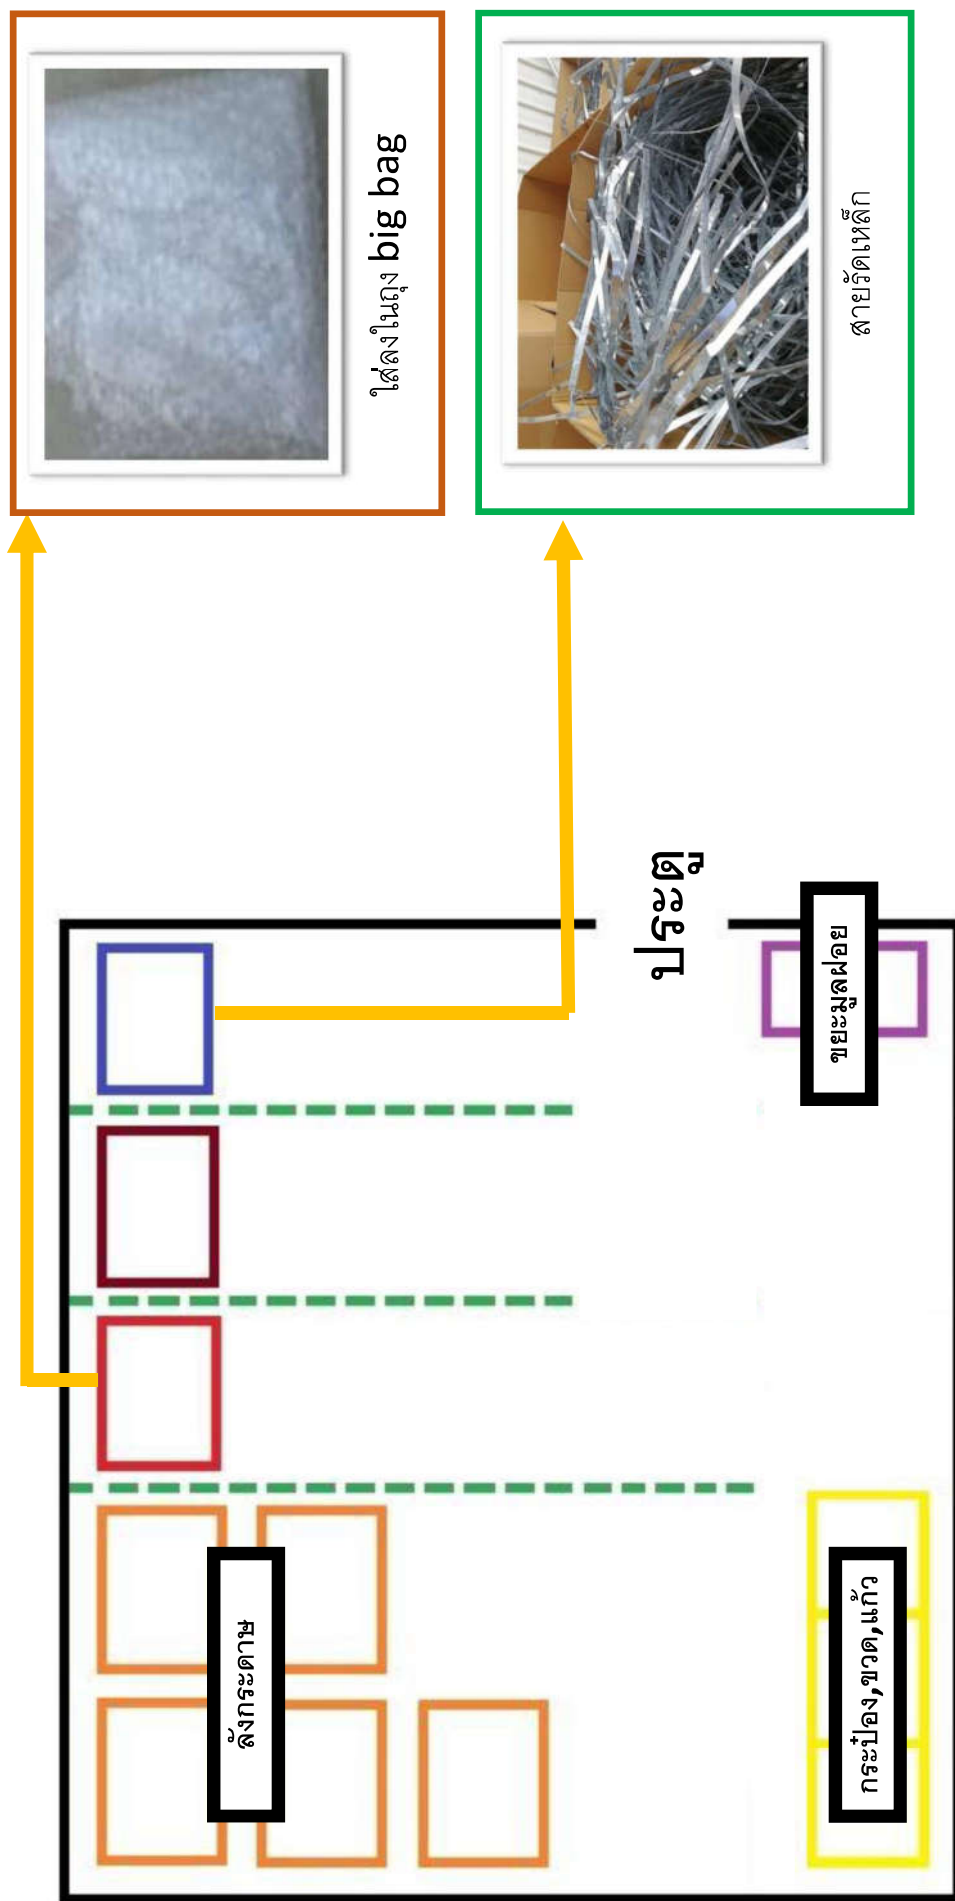 ใส่ลงในถุง big bag
สายรัดเหล็ก
ประตู
ขยะมูลฝอย
ลังกระดาษ
กระป๋อง,ขวด,แก้ว